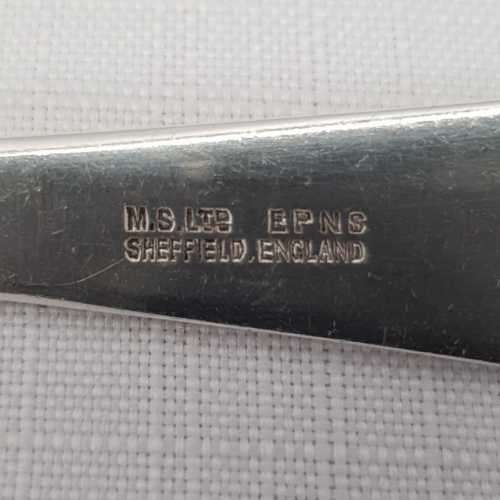 M.S.LTD EPNS
SHEFFIELD, ENGLAND